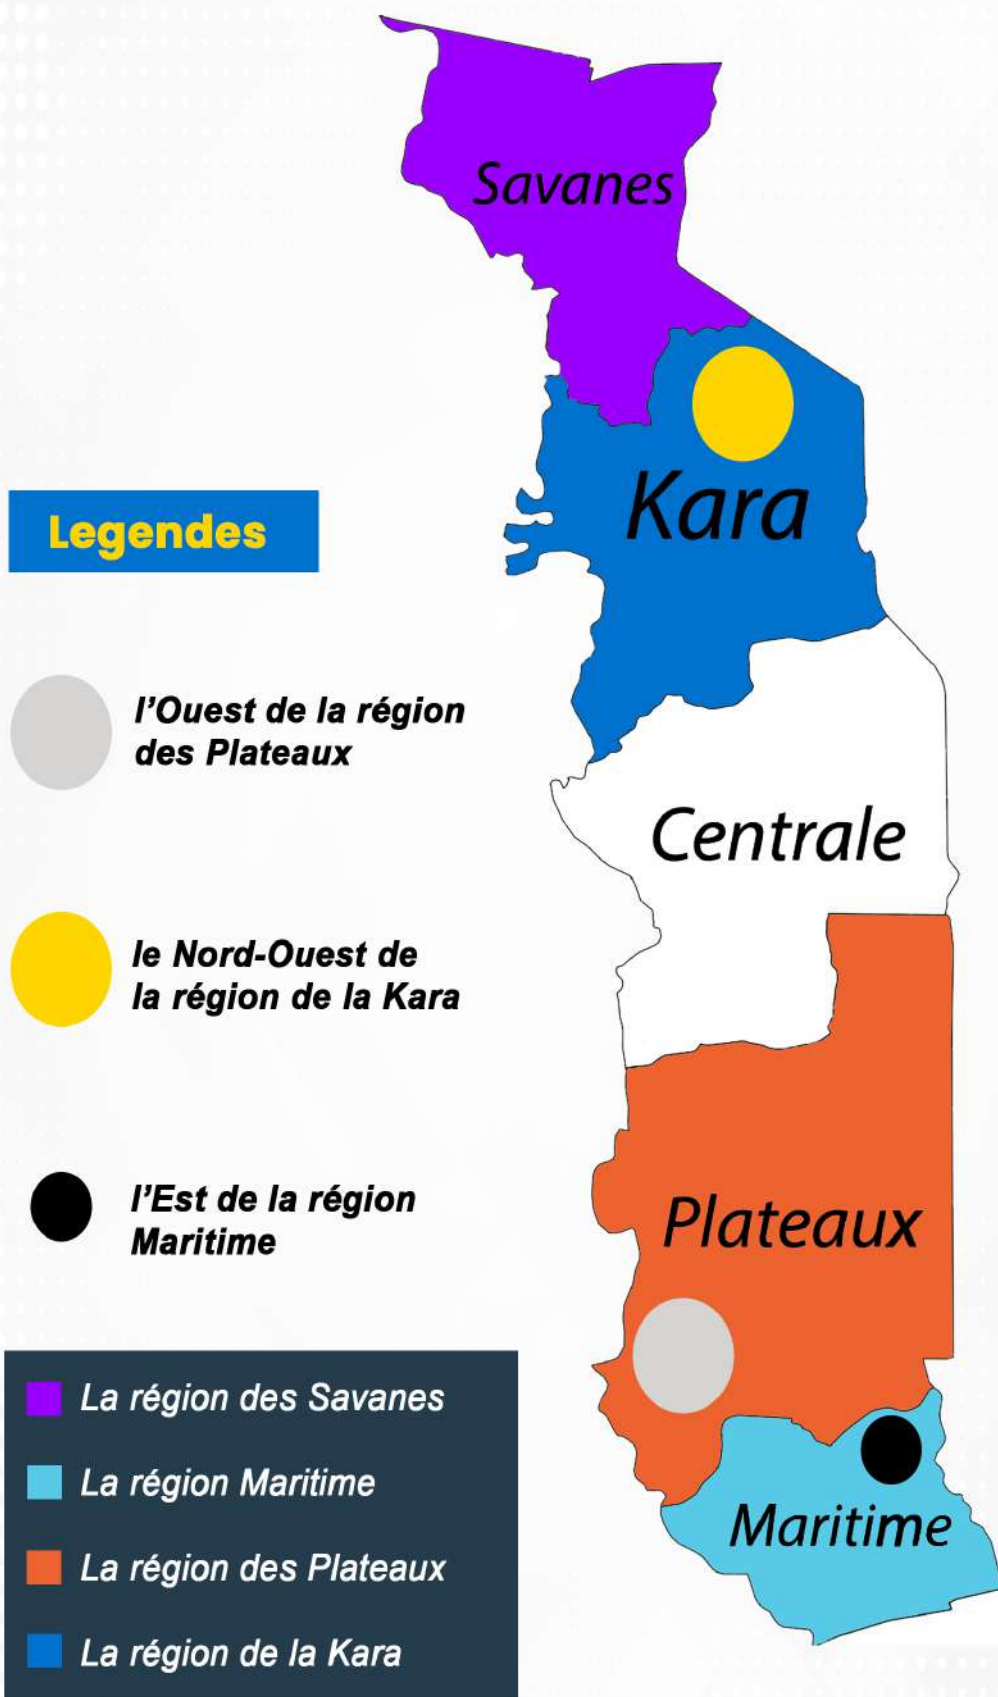 Savanes
Kara
Legendes
l'Ouest de la région
des Plateaux
Centrale
le Nord-Ouest de
la région de la Kara
l'Est de la région
Maritime
Plateaux
La région des Savanes
La région Maritime
Maritime
La région des Plateaux
La région de la Kara